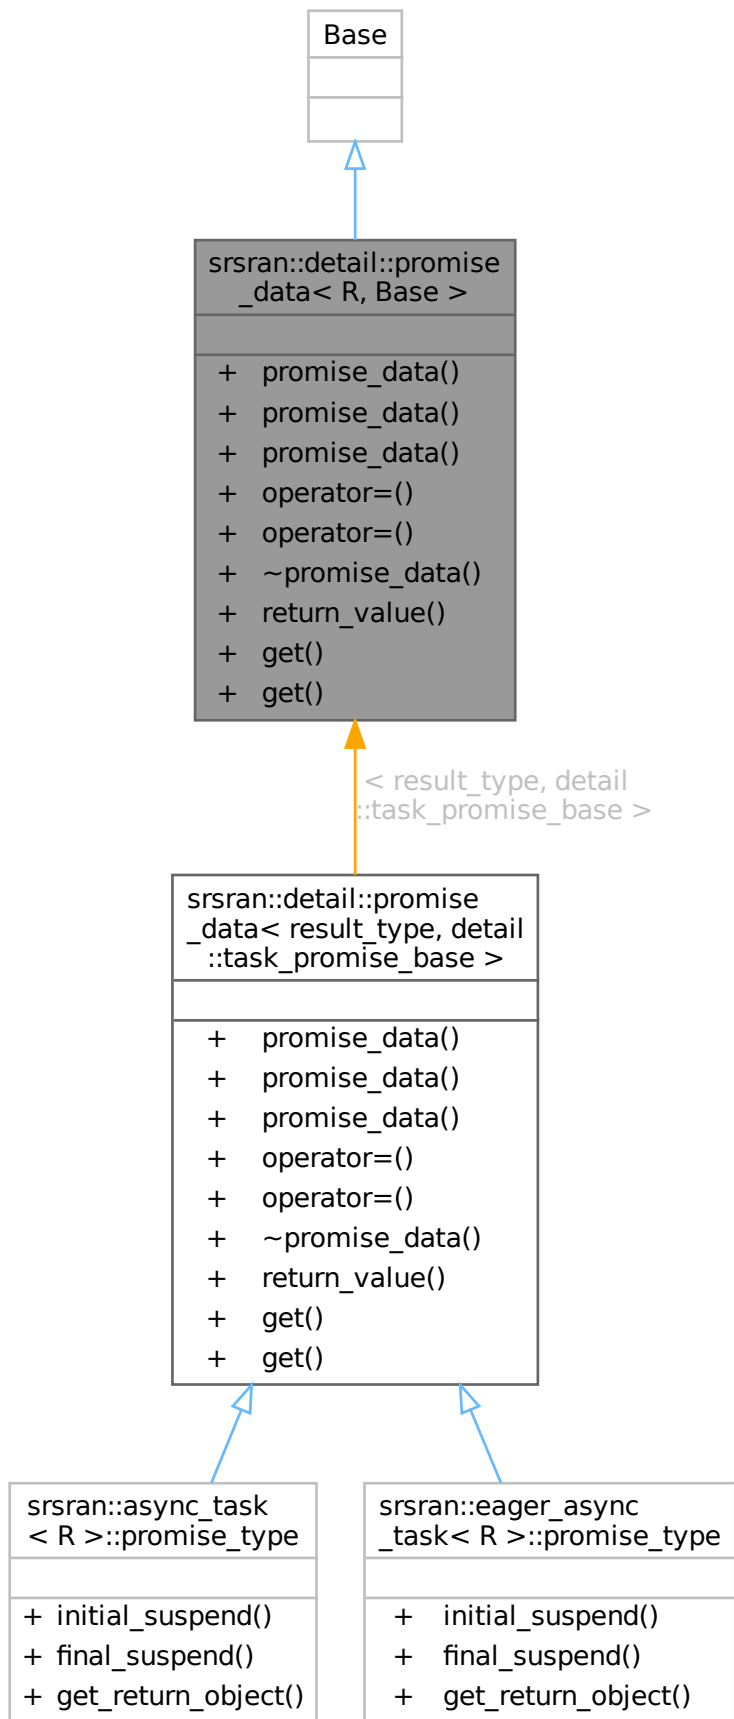 Base
srsran::detail::promise
_data< R, Base >
+ promise_data()
+ promise_data()
+ promise_data()
+ operator=()
+ operator=()
+ ~promise_data()
+ return_value()
+ get()
+ get()
< result_type, detail
::task_promise_base >
srsran::detail::promise
_data< result_type, detail
::task_promise_base >
+ promise_data()
+ promise_data()
+ promise_data()
+ operator=()
+ operator=()
+ ~promise_data()
+ return_value()
+ get()
+ get()
srsran::async_task
< R >::promise_type
+ initial_suspend()
+ final_suspend()
+ get_return_object()
srsran::eager_async
_task< R >::promise_type
+ initial_suspend()
+ final_suspend()
+ get_return_object()